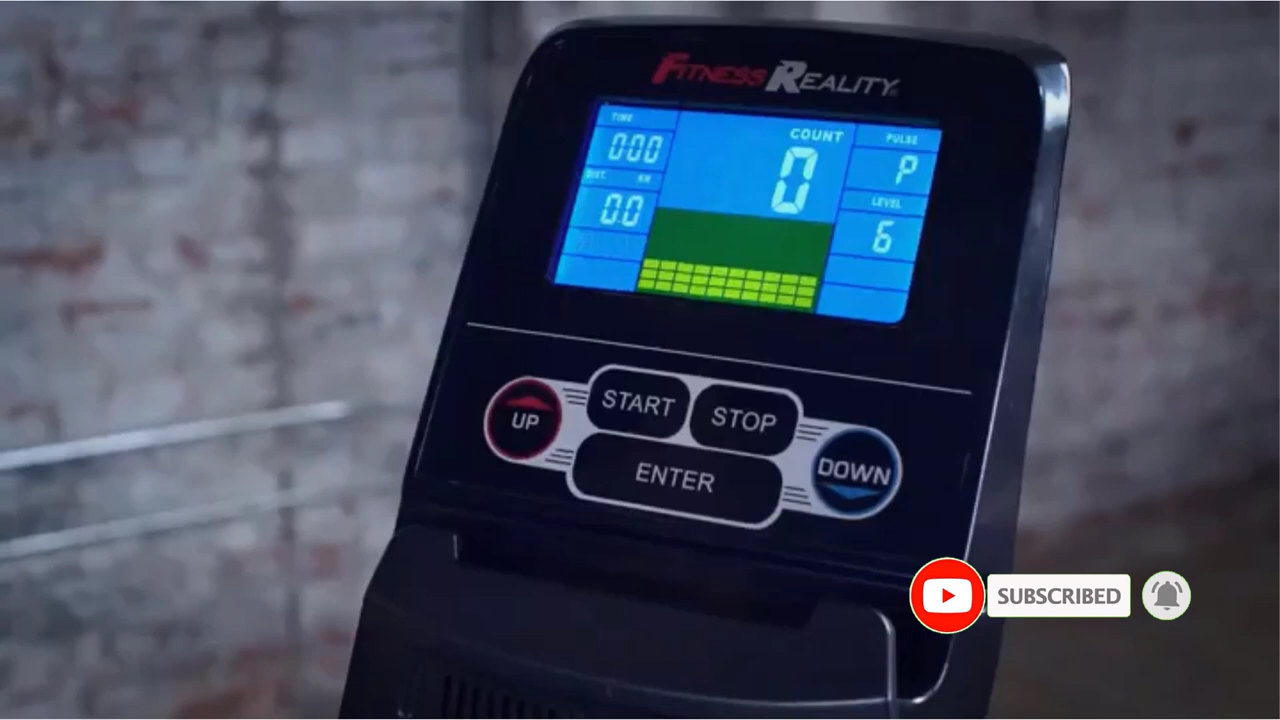 FITNESS REALITY
TIME
COUNT
PULSE
0:00
0
P
DIST. KM
LEVEL
0.0
6
START
STOP
UP
DOWN
ENTER
SUBSCRIBED